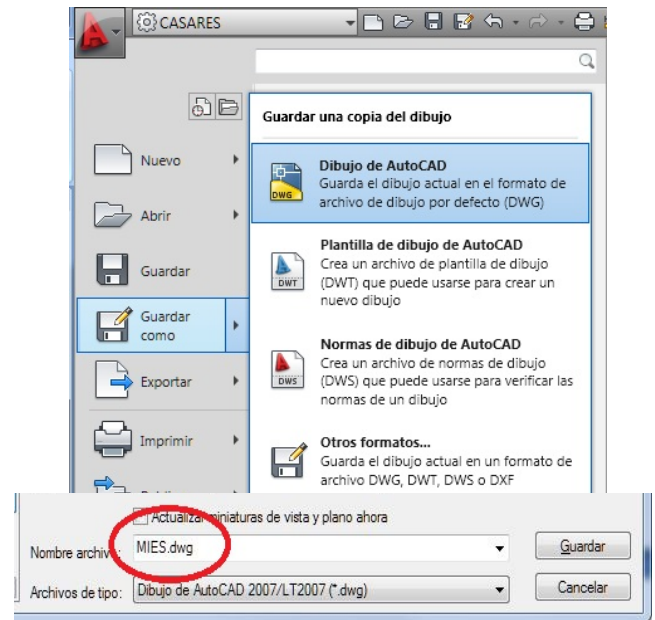 CASARES
Guardar una copia del dibujo
Nuevo
Abrir
Guardar
Guardar
como
Exportar
Imprimir
Dibujo de AutoCAD
Guarda el dibujo actual en el formato de
archivo de dibujo por defecto (DWG)
DWG
Plantilla de dibujo de AutoCAD
Crea un archivo de plantilla de dibujo
(DWT) que puede usarse para crear un
nuevo dibujo
DWT
Normas de dibujo de AutoCAD
Crea un archivo de normas de dibujo
(DWS) que puede usarse para verificar las
normas de un dibujo
DWS
Otros formatos...
Guarda el dibujo actual en un formato de
archivo DWG, DWT, DWS o DXF
Actualizar miniaturas de vista y plano ahora
Nombre archivo: MIES.dwg
Guardar
Archivos de tipo: Dibujo de AutoCAD 2007/LT2007 (*.dwg)
Cancelar